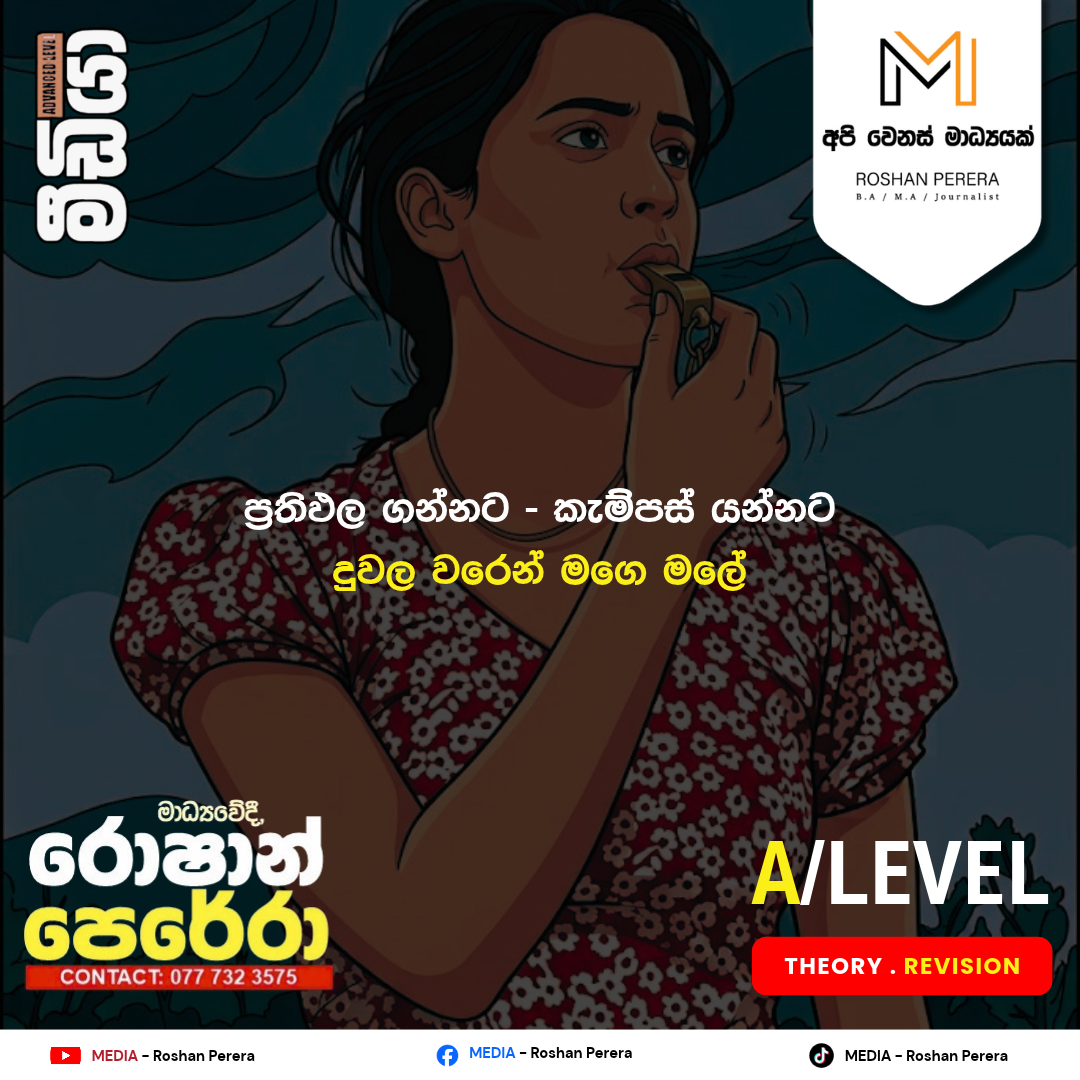 මීඩියා
ADVANCED LEVEL
M
අපි වෙනස් මාධ්‍යයක්
ROSHAN PERERA
B.A / M.A / Journalist
ප්‍රතිඵල ගන්නට - කැම්පස් යන්නට
දුවල වරෙන් මගෙ මලේ
මාධ්‍යවේදී,
රොෂාන්
පෙරේරා
CONTACT: 077 732 3575
A/LEVEL
THEORY . REVISION
MEDIA - Roshan Perera
MEDIA - Roshan Perera
MEDIA - Roshan Perera